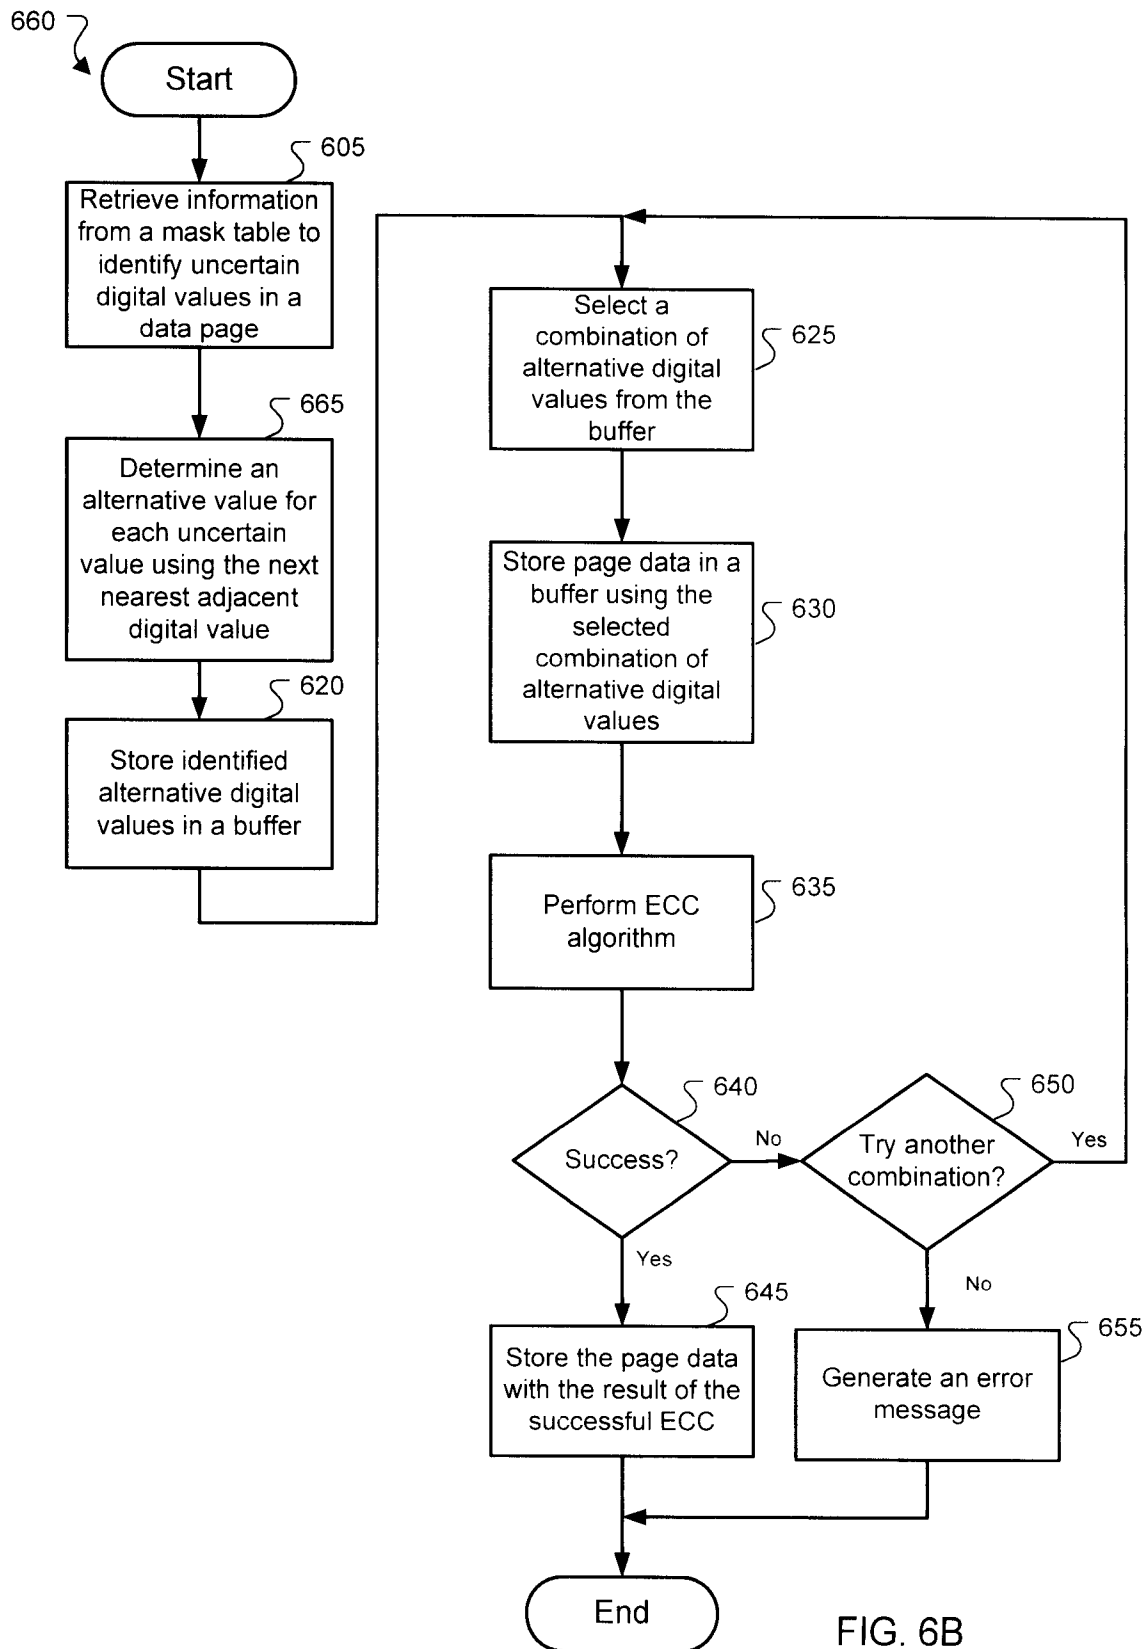 660
Start
605
Retrieve information
from a mask table to
identify uncertain
digital values in a
data page
665
Determine an
alternative value for
each uncertain
value using the next
nearest adjacent
digital value
620
Store identified
alternative digital
values in a buffer
Select a
combination of
alternative digital
values from the
buffer
625
Store page data in a
buffer using the
selected
combination of
alternative digital
values
630
Perform ECC
algorithm
635
640
Success?
No
Yes
650
Try another
combination?
Yes
No
645
Store the page data
with the result of the
successful ECC
655
Generate an error
message
End
FIG. 6B